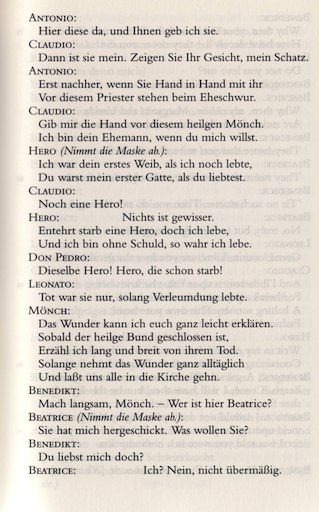 ANTONIO:
Hier diese da, und Ihnen geb ich sie.
CLAUDIO:
Dann ist sie mein. Zeigen Sie Ihr Gesicht, mein Schatz.
ANTONIO:
Erst nachher, wenn Sie Hand in Hand mit ihr
Vor diesem Priester stehen beim Eheschwur.
CLAUDIO:
Gib mir die Hand vor diesem heilgen Mönch.
Ich bin dein Ehemann, wenn du mich willst.
HERO (Nimmt die Maske ab.):
Ich war dein erstes Weib, als ich noch lebte,
Du warst mein erster Gatte, als du liebtest.
CLAUDIO:
Noch eine Hero!
HERO: Nichts ist gewisser.
Entehrt starb eine Hero, doch ich lebe,
Und ich bin ohne Schuld, so wahr ich lebe.
DON PEDRO:
Dieselbe Hero! Hero, die schon starb!
LEONATO:
Tot war sie nur, solang Verleumdung lebte.
MÖNCH:
Das Wunder kann ich euch ganz leicht erklären.
Sobald der heilge Bund geschlossen ist,
Erzähl ich lang und breit von ihrem Tod.
Solange nehmt das Wunder ganz alltäglich
Und laßt uns alle in die Kirche gehn.
BENEDIKT:
Mach langsam, Mönch. – Wer ist hier Beatrice?
BEATRICE (Nimmt die Maske ab.):
Sie hat mich hergeschickt. Was wollen Sie?
BENEDIKT:
Du liebst mich doch?
BEATRICE: Ich? Nein, nicht übermäßig.